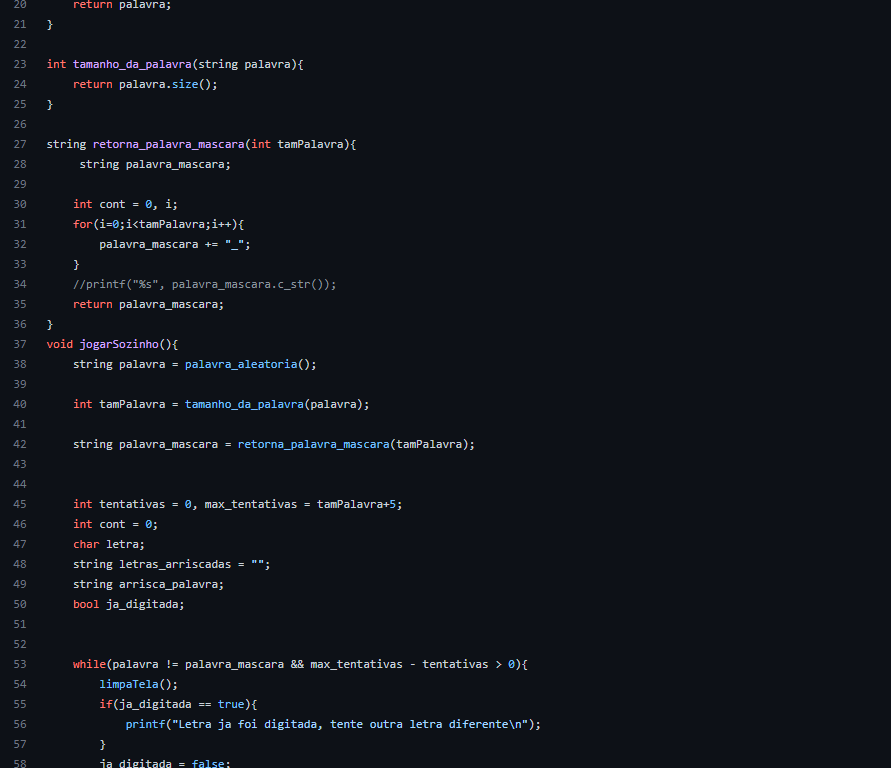 20 return palavra;
21 }
22
23 int tamanho_da_palavra(string palavra){
24 return palavra.size();
25 }
26
27 string retorna_palavra_mascara(int tamPalavra){
28 string palavra_mascara;
29
30 int cont = 0, i;
31 for(i=0;i<tamPalavra;i++){
32 palavra_mascara += "_";
33 }
34 //printf("%s", palavra_mascara.c_str());
35 return palavra_mascara;
36 }
37 void jogarSozinho(){
38 string palavra = palavra_aleatoria();
39
40 int tamPalavra = tamanho_da_palavra(palavra);
41
42 string palavra_mascara = retorna_palavra_mascara(tamPalavra);
43
44
45 int tentativas = 0, max_tentativas = tamPalavra+5;
46 int cont = 0;
47 char letra;
48 string letras_arriscadas = "";
49 string arrisca_palavra;
50 bool ja_digitada;
51
52
53 while(palavra != palavra_mascara && max_tentativas - tentativas > 0){
54 limpaTela();
55 if(ja_digitada == true){
56 printf("Letra ja foi digitada, tente outra letra diferente\n");
57 }
58 ja_digitada = false;